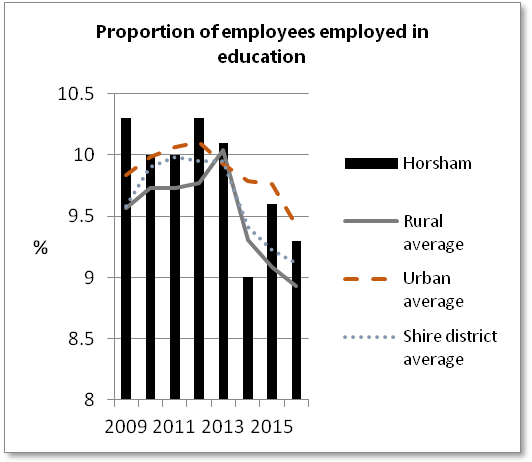 Proportion of employees employed in
education
10.5
10
9.5
9
8.5
8
%
2009 2011 2013 2015
Horsham
Rural
average
Urban
average
Shire district
average